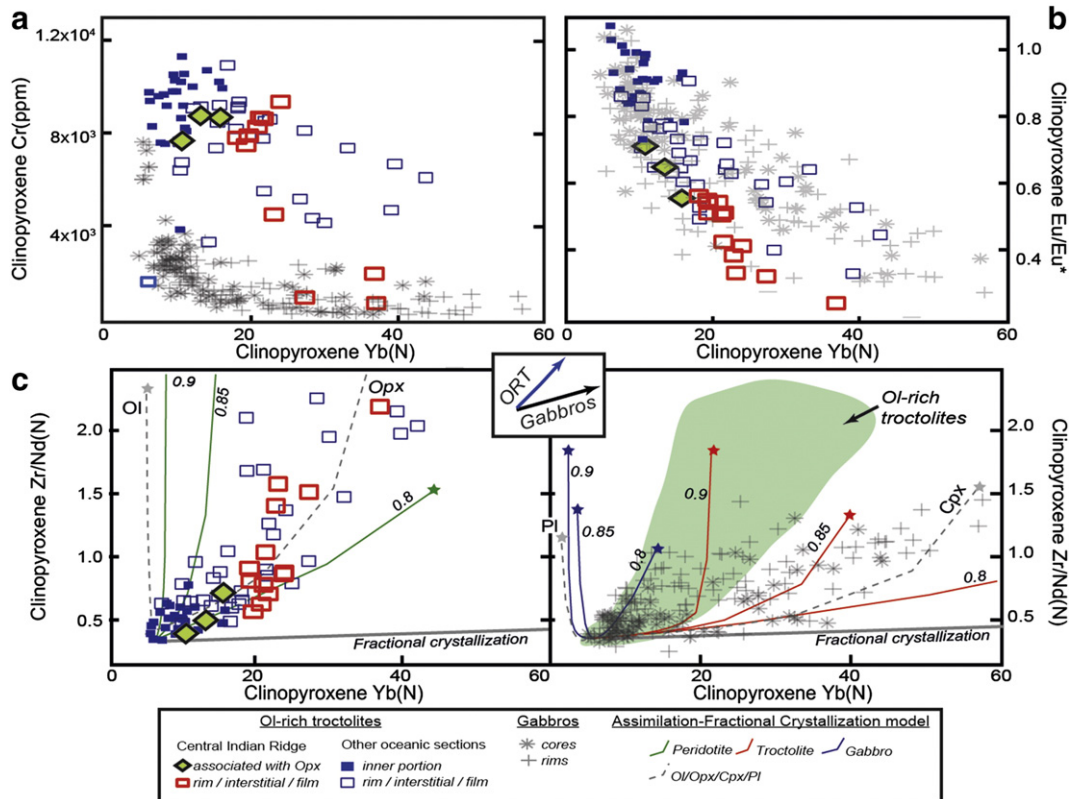 a
b
1.2x10⁴
8x10³
4x10³
Clinopyroxene Cr(ppm)
20
40
60
Clinopyroxene Yb(N)
1.0
0.8
0.6
0.4
Clinopyroxene Eu/Eu*
20
40
60
Clinopyroxene Yb(N)
c
ORT
Gabbros
2.0
1.5
1.0
0.5
Clinopyroxene Zr/Nd(N)
Ol
0.9
0.85
Opx
0.8
Fractional crystallization
0
20
40
Clinopyroxene Yb(N)
Ol-rich
troctolites
0.9
0.85
0.8
Pl
0.9
0.85
Cpx
0.8
Fractional crystallization
2.0
1.5
1.0
0.5
Clinopyroxene Zr/Nd(N)
0
20
40
60
Clinopyroxene Yb(N)
Ol-rich troctolites
Central Indian Ridge
associated with Opx
rim / interstitial / film
Other oceanic sections
inner portion
rim / interstitial / film
Gabbros
cores
rims
Assimilation-Fractional Crystallization model
Peridotite
Troctolite
Gabbro
Ol/Opx/Cpx/Pl